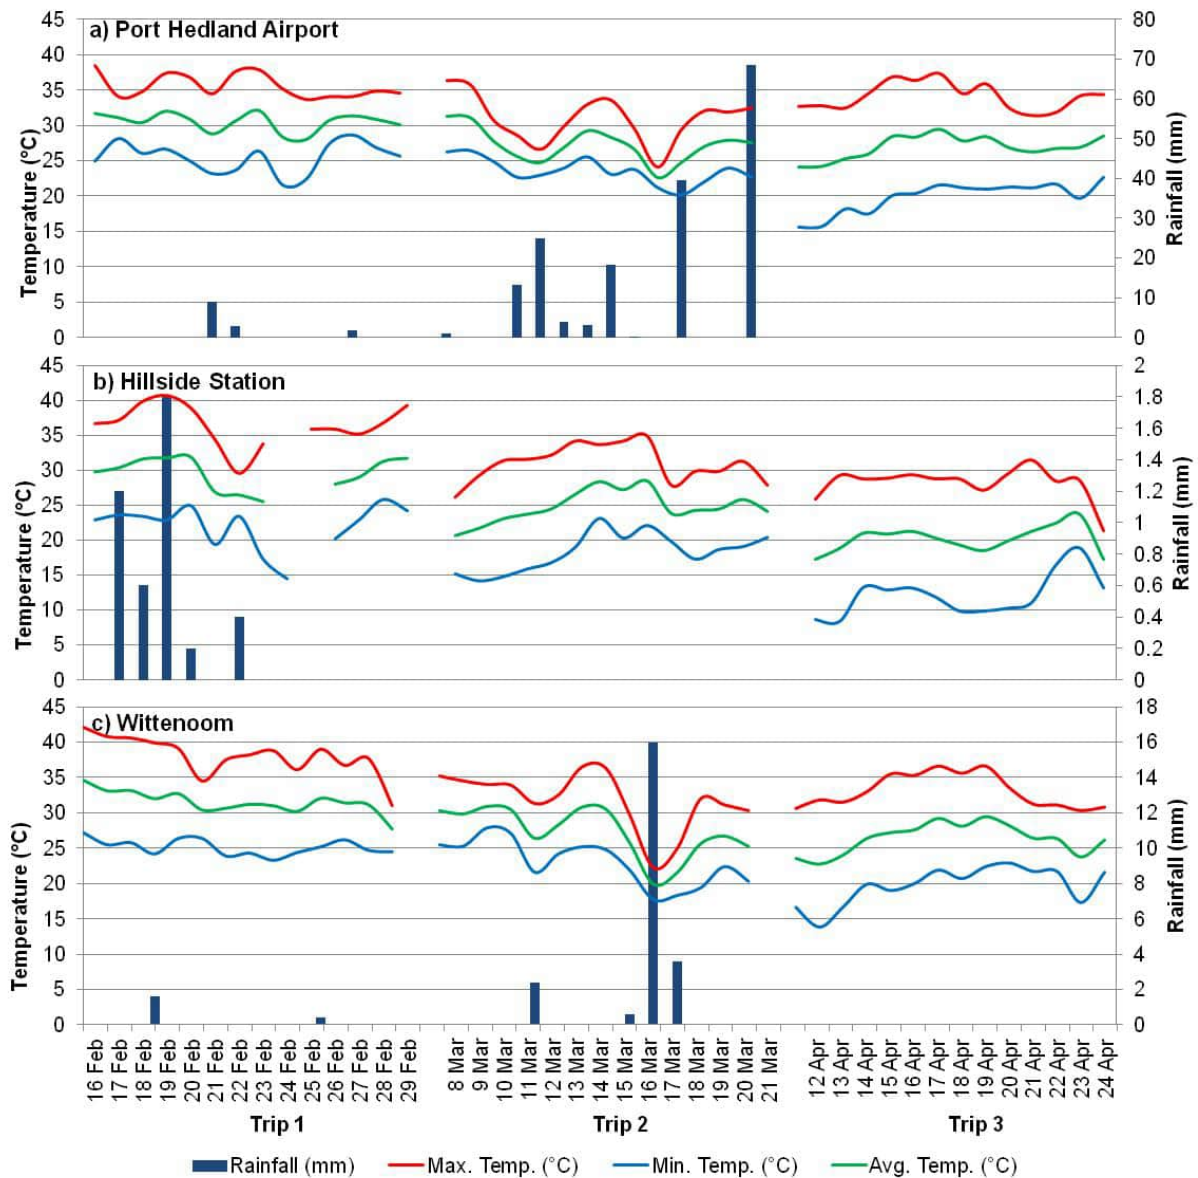 a) Port Hedland Airport
45
40
35
30
25
20
15
10
5
0
Temperature (°C)
80
70
60
50
40
30
20
10
0
Rainfall (mm)
b) Hillside Station
45
40
35
30
25
20
15
10
5
0
Temperature (°C)
2
1.8
1.6
1.4
1.2
1
0.8
0.6
0.4
0.2
0
Rainfall (mm)
c) Wittenoom
45
40
35
30
25
20
15
10
5
0
Temperature (°C)
18
16
14
12
10
8
6
4
2
0
Rainfall (mm)
16 Feb
17 Feb
18 Feb
19 Feb
20 Feb
21 Feb
22 Feb
23 Feb
24 Feb
25 Feb
26 Feb
27 Feb
28 Feb
29 Feb
8 Mar
9 Mar
10 Mar
11 Mar
12 Mar
13 Mar
14 Mar
15 Mar
16 Mar
17 Mar
18 Mar
19 Mar
20 Mar
21 Mar
12 Apr
13 Apr
14 Apr
15 Apr
16 Apr
17 Apr
18 Apr
19 Apr
20 Apr
21 Apr
22 Apr
23 Apr
24 Apr
Trip 1
Trip 2
Trip 3
Rainfall (mm)
Max. Temp. (°C)
Min. Temp. (°C)
Avg. Temp. (°C)